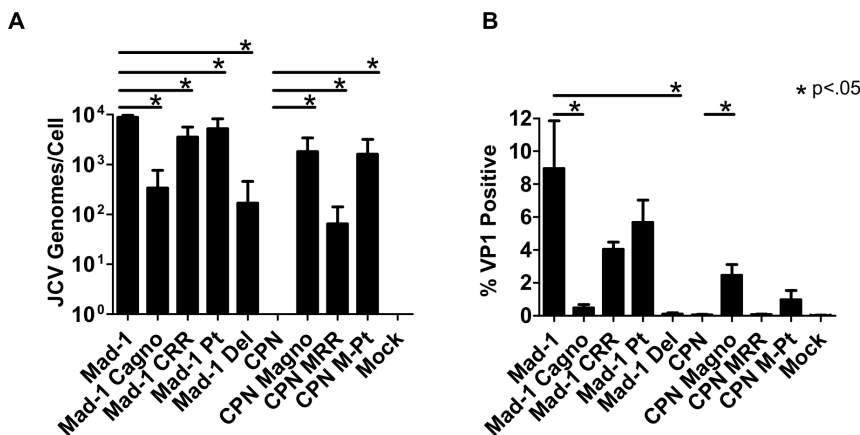 A
B
* * * * * * *
* p<.05
* * *
JCV Genomes/Cell
10⁴
10³
10²
10¹
10⁰
Mad-1
Mad-1 Cagno
Mad-1 CRR
Mad-1 Pt
Mad-1 Del
CPN
CPN Magno
CPN MRR
CPN M-Pt
Mock
% VP1 Positive
12
10
8
6
4
2
0
Mad-1
Mad-1 Cagno
Mad-1 CRR
Mad-1 Pt
Mad-1 Del
CPN
CPN Magno
CPN MRR
CPN M-Pt
Mock